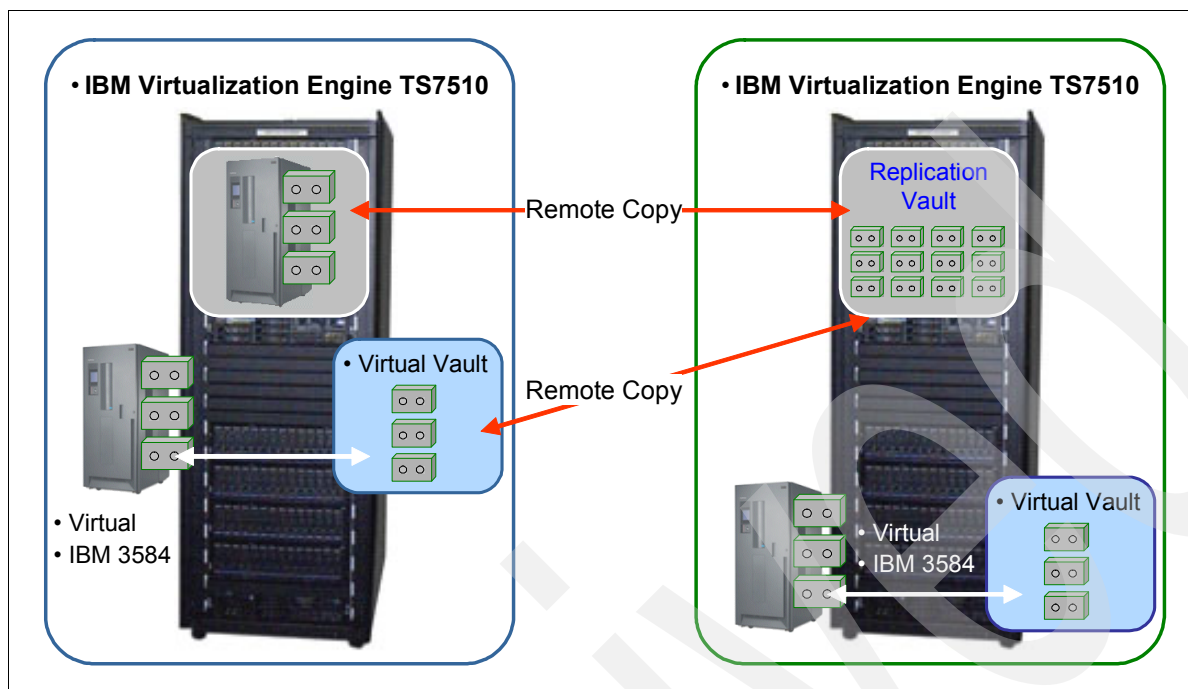 • IBM Virtualization Engine TS7510
• IBM Virtualization Engine TS7510
Replication
Vault
Remote Copy
• Virtual Vault
Remote Copy
• Virtual
• IBM 3584
• Virtual Vault
• Virtual
• IBM 3584